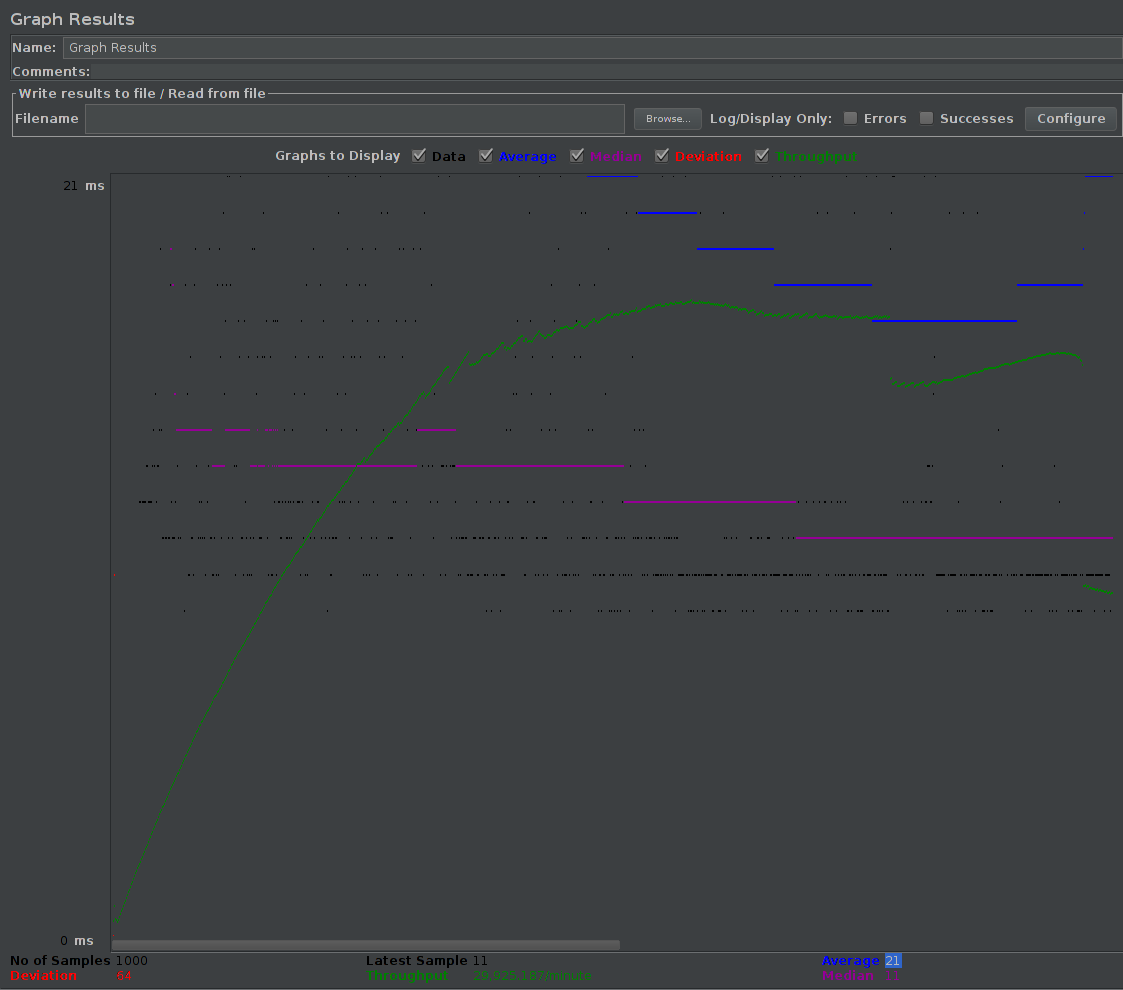 Graph Results
Name: Graph Results
Comments:
Write results to file / Read from file
Filename Browse... Log/Display Only: Errors Successes Configure
Graphs to Display Data Average Median Deviation Throughput
21 ms
0 ms
No of Samples 1000 Latest Sample 11 Average 21
Deviation 64 Throughput 29,925.187/minute Median 11